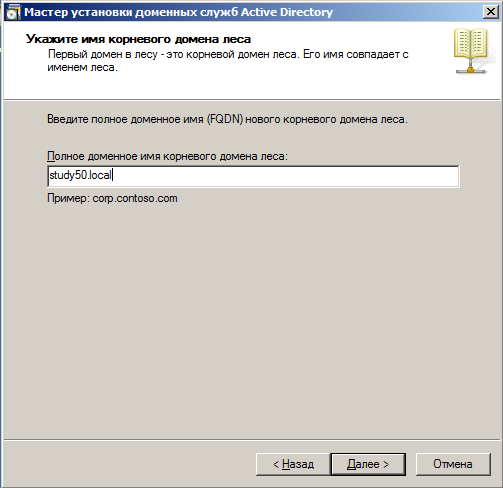 Мастер установки доменных служб Active Directory
Укажите имя корневого домена леса
Первый домен в лесу - это корневой домен леса. Его имя совпадает с
именем леса.
Введите полное доменное имя (FQDN) нового корневого домена леса.
Полное доменное имя корневого домена леса:
study50.local
Пример: corp.contoso.com
< Назад
Далее >
Отмена